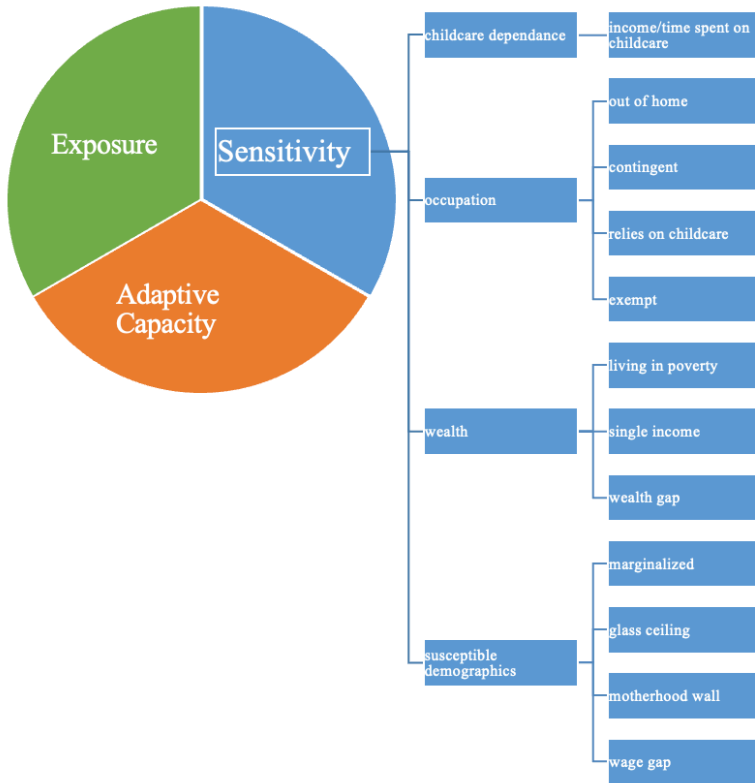 Exposure
Sensitivity
Adaptive
Capacity
childcare dependance
income/time spent on
childcare
occupation
out of home
contingent
relies on childcare
exempt
wealth
living in poverty
single income
wealth gap
susceptible
demographics
marginalized
glass ceiling
motherhood wall
wage gap